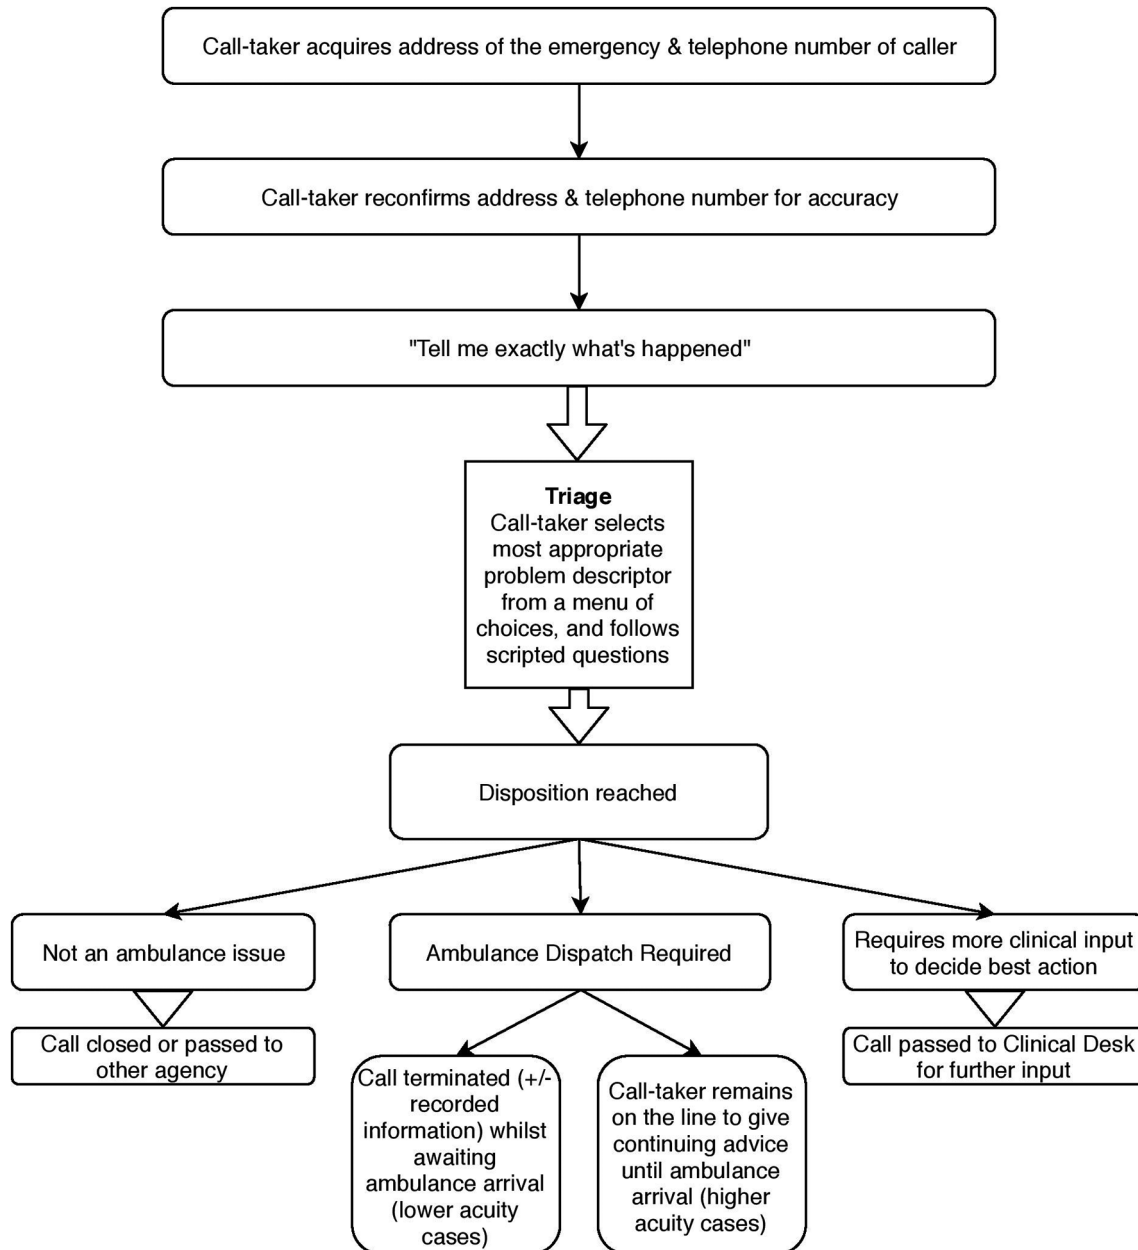 Call-taker acquires address of the emergency & telephone number of caller
Call-taker reconfirms address & telephone number for accuracy
"Tell me exactly what's happened"
Triage
Call-taker selects
most appropriate
problem descriptor
from a menu of
choices, and follows
scripted questions
Disposition reached
Not an ambulance issue
Ambulance Dispatch Required
Requires more clinical input
to decide best action
Call closed or passed to
other agency
Call terminated (+/-
recorded
information) whilst
awaiting
ambulance arrival
(lower acuity
cases)
Call-taker remains
on the line to give
continuing advice
until ambulance
arrival (higher
acuity cases)
Call passed to Clinical Desk
for further input